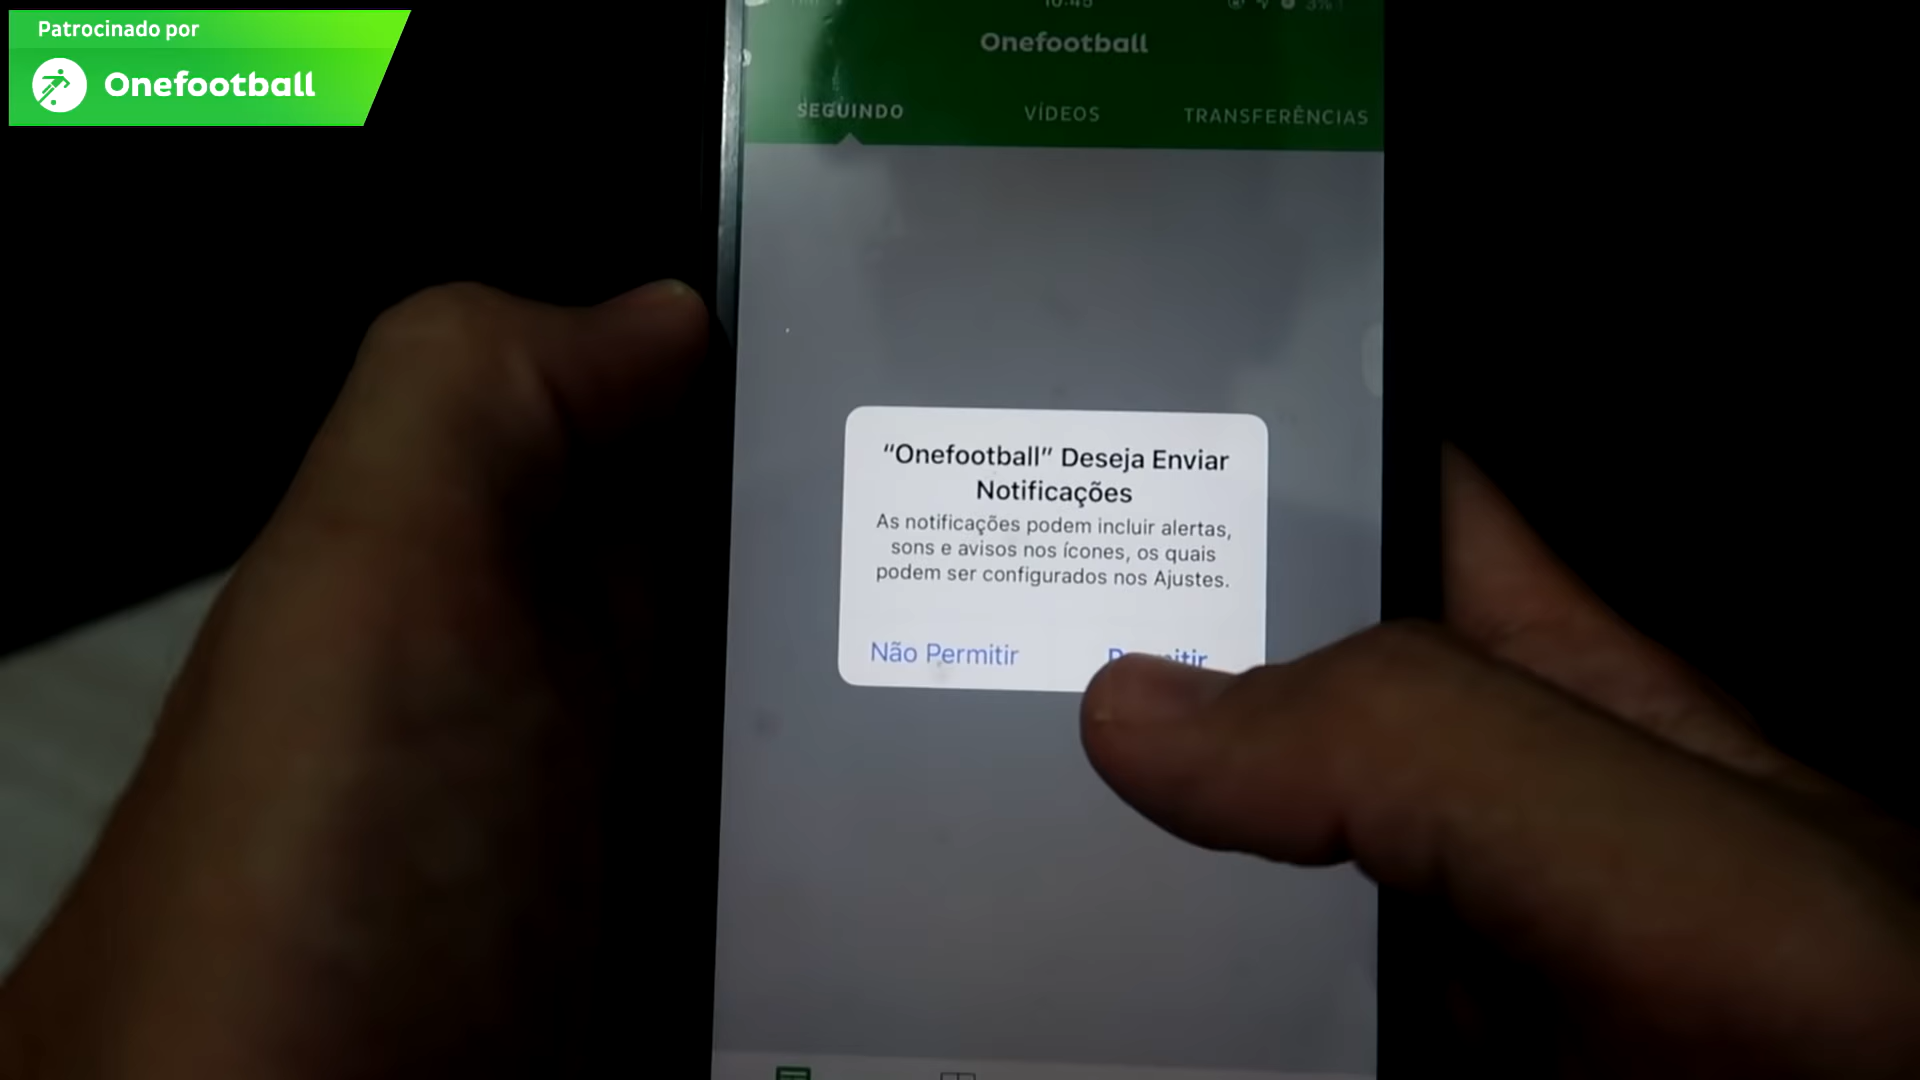 Patrocinado por
Onefootball
Onefootball
SEGUINDO VÍDEOS TRANSFERÊNCIAS
“Onefootball” Deseja Enviar
Notificações
As notificações podem incluir alertas,
sons e avisos nos ícones, os quais
podem ser configurados nos Ajustes.
Não Permitir